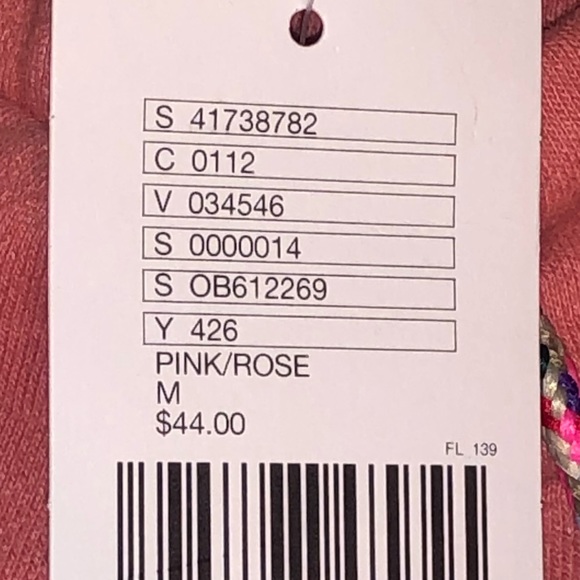 S 41738782
C 0112
V 034546
S 0000014
S OB612269
Y 426
PINK/ROSE
M
$44.00
FL 139